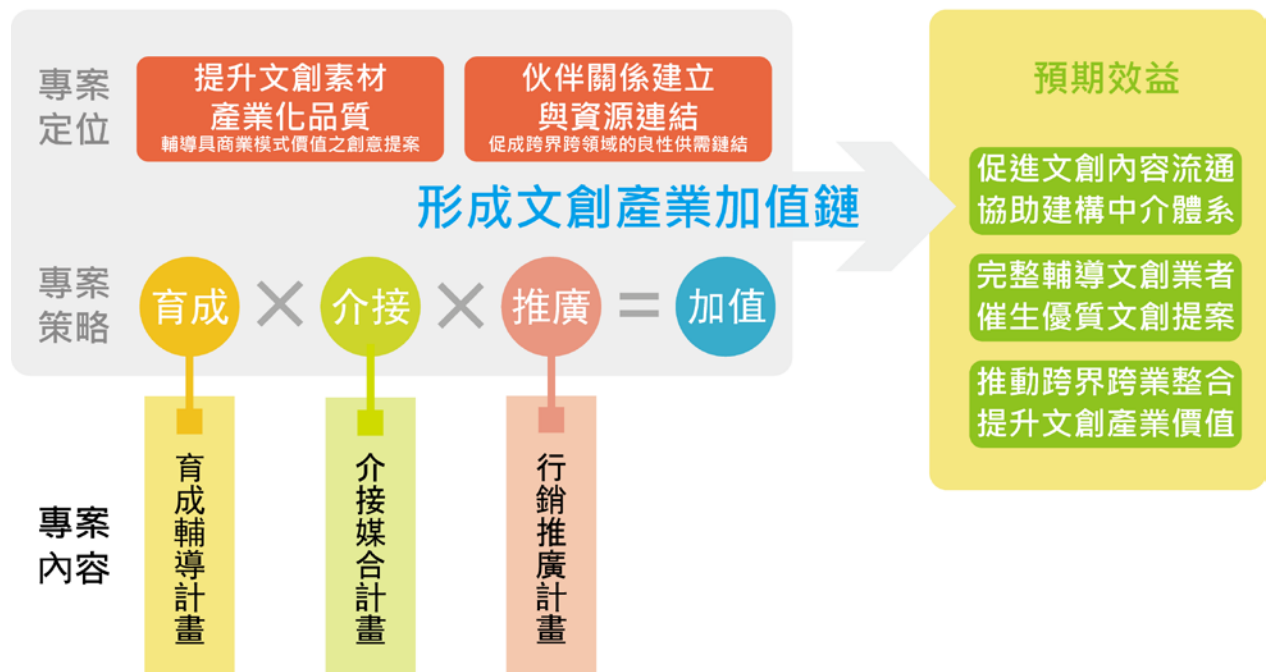 專案
定位
提升文創素材
產業化品質
輔導具商業模式價值之創意提案
伙伴關係建立
與資源連結
促成跨界跨領域的良性供需鏈結
形成文創產業加值鏈
專案
策略
育成
×
介接
×
推廣
=
加值
專案
內容
育成輔導計畫
介接媒合計畫
行銷推廣計畫
預期效益
促進文創內容流通
協助建構中介體系
完整輔導文創業者
催生優質文創提案
推動跨界跨業整合
提升文創產業價值